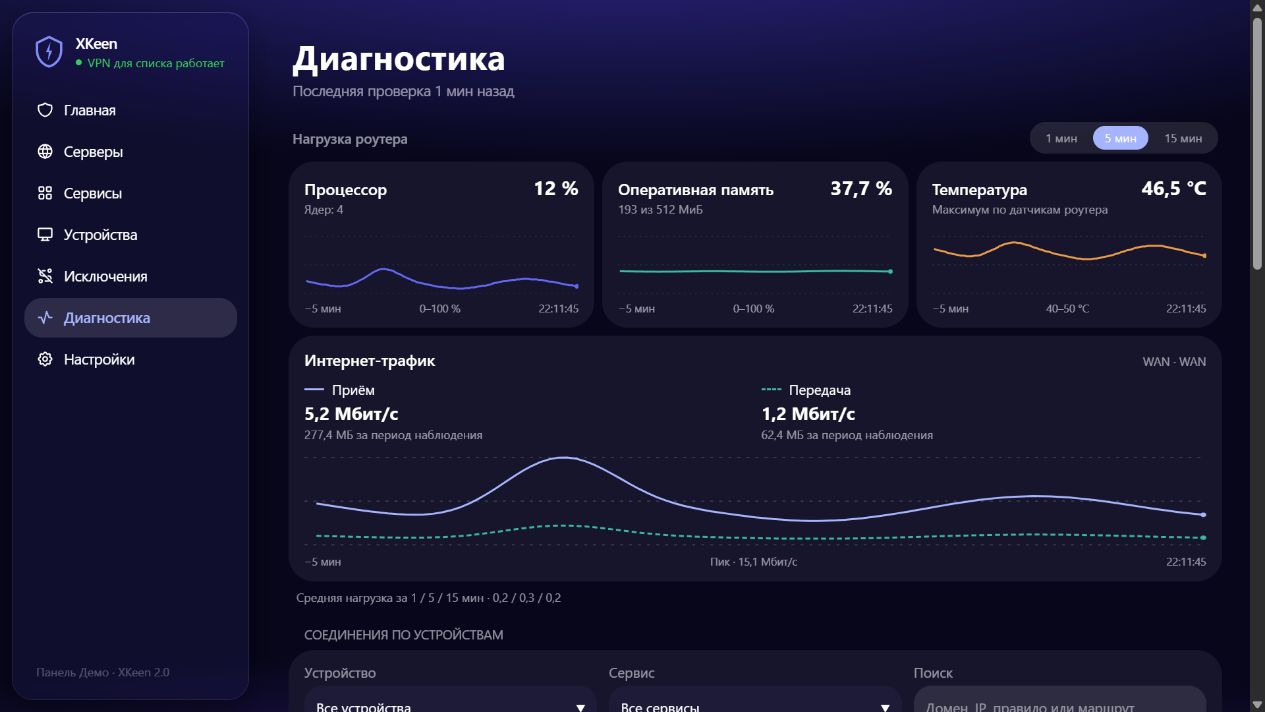 XKeen
VPN для списка работает
Главная
Серверы
Сервисы
Устройства
Исключения
Диагностика
Настройки
Панель Демо · XKeen 2.0
Диагностика
Последняя проверка 1 мин назад
Нагрузка роутера
1 мин 5 мин 15 мин
Процессор 12 %
Ядер: 4
−5 мин 0–100 % 22:11:45
Оперативная память 37,7 %
193 из 512 МиБ
−5 мин 0–100 % 22:11:45
Температура 46,5 °C
Максимум по датчикам роутера
−5 мин 40–50 °C 22:11:45
Интернет-трафик WAN · WAN
Приём
5,2 Мбит/с
277,4 МБ за период наблюдения
Передача
1,2 Мбит/с
62,4 МБ за период наблюдения
−5 мин Пик · 15,1 Мбит/с 22:11:45
Средняя нагрузка за 1 / 5 / 15 мин · 0,2 / 0,3 / 0,2
СОЕДИНЕНИЯ ПО УСТРОЙСТВАМ
Устройство
Все устройства
Сервис
Все сервисы
Поиск
Домен, IP, правило или маршрут